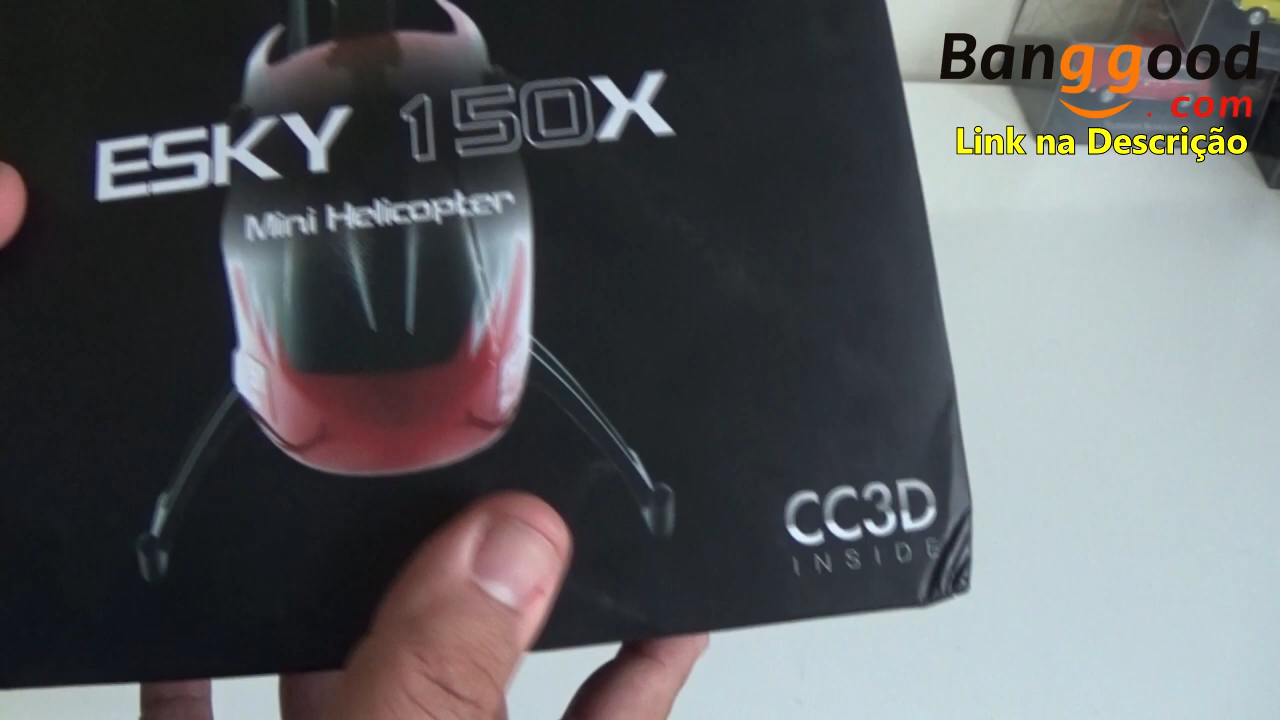 ESKY 150X
Mini Helicopter
CC3D
INSIDE
Banggood
.com
Link na Descrição